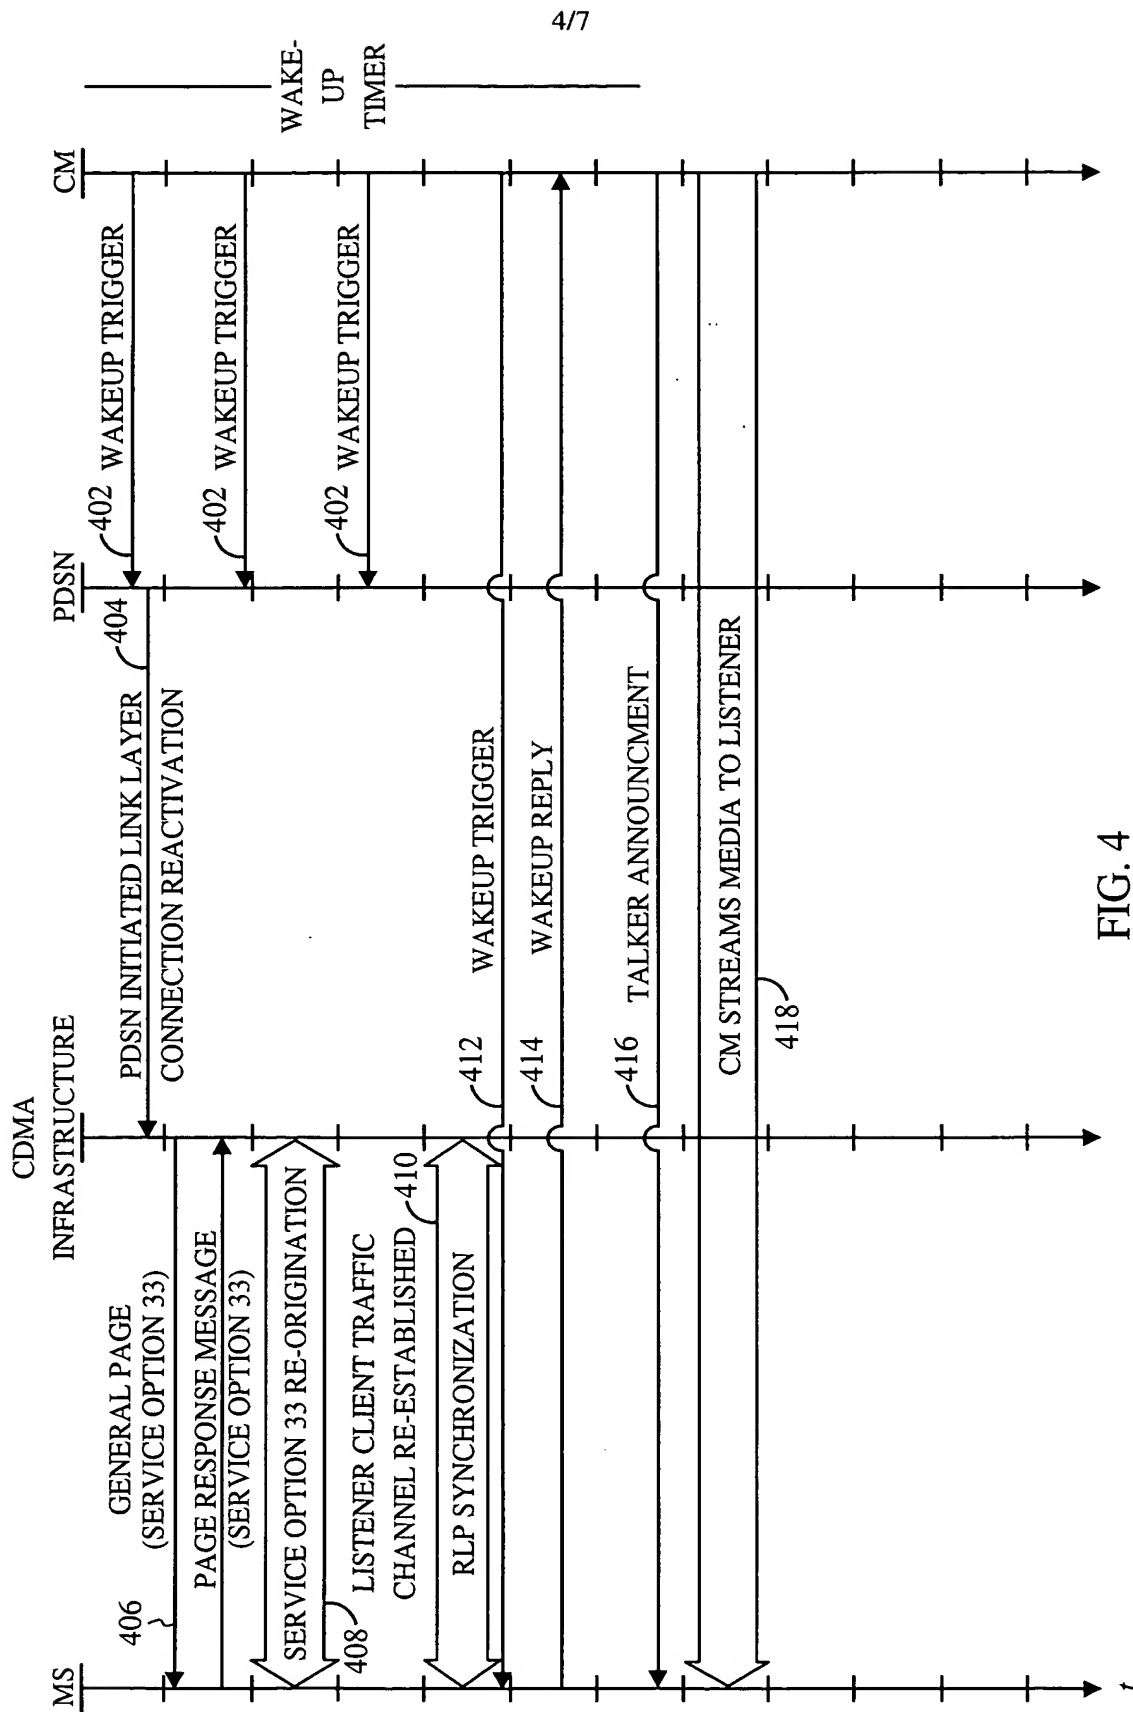 4/7
MS
CDMA
INFRASTRUCTURE
PDSN
CM
406
GENERAL PAGE
(SERVICE OPTION 33)
PAGE RESPONSE MESSAGE
(SERVICE OPTION 33)
SERVICE OPTION 33 RE-ORIGINATION
408
LISTENER CLIENT TRAFFIC
CHANNEL RE-ESTABLISHED
410
RLP SYNCHRONIZATION
PDSN INITIATED LINK LAYER
CONNECTION REACTIVATION
404
402
WAKEUP TRIGGER
402
WAKEUP TRIGGER
402
WAKEUP TRIGGER
WAKE-
UP
TIMER
412
WAKEUP TRIGGER
414
WAKEUP REPLY
416
TALKER ANNOUNCMENT
CM STREAMS MEDIA TO LISTENER
418
t
FIG. 4